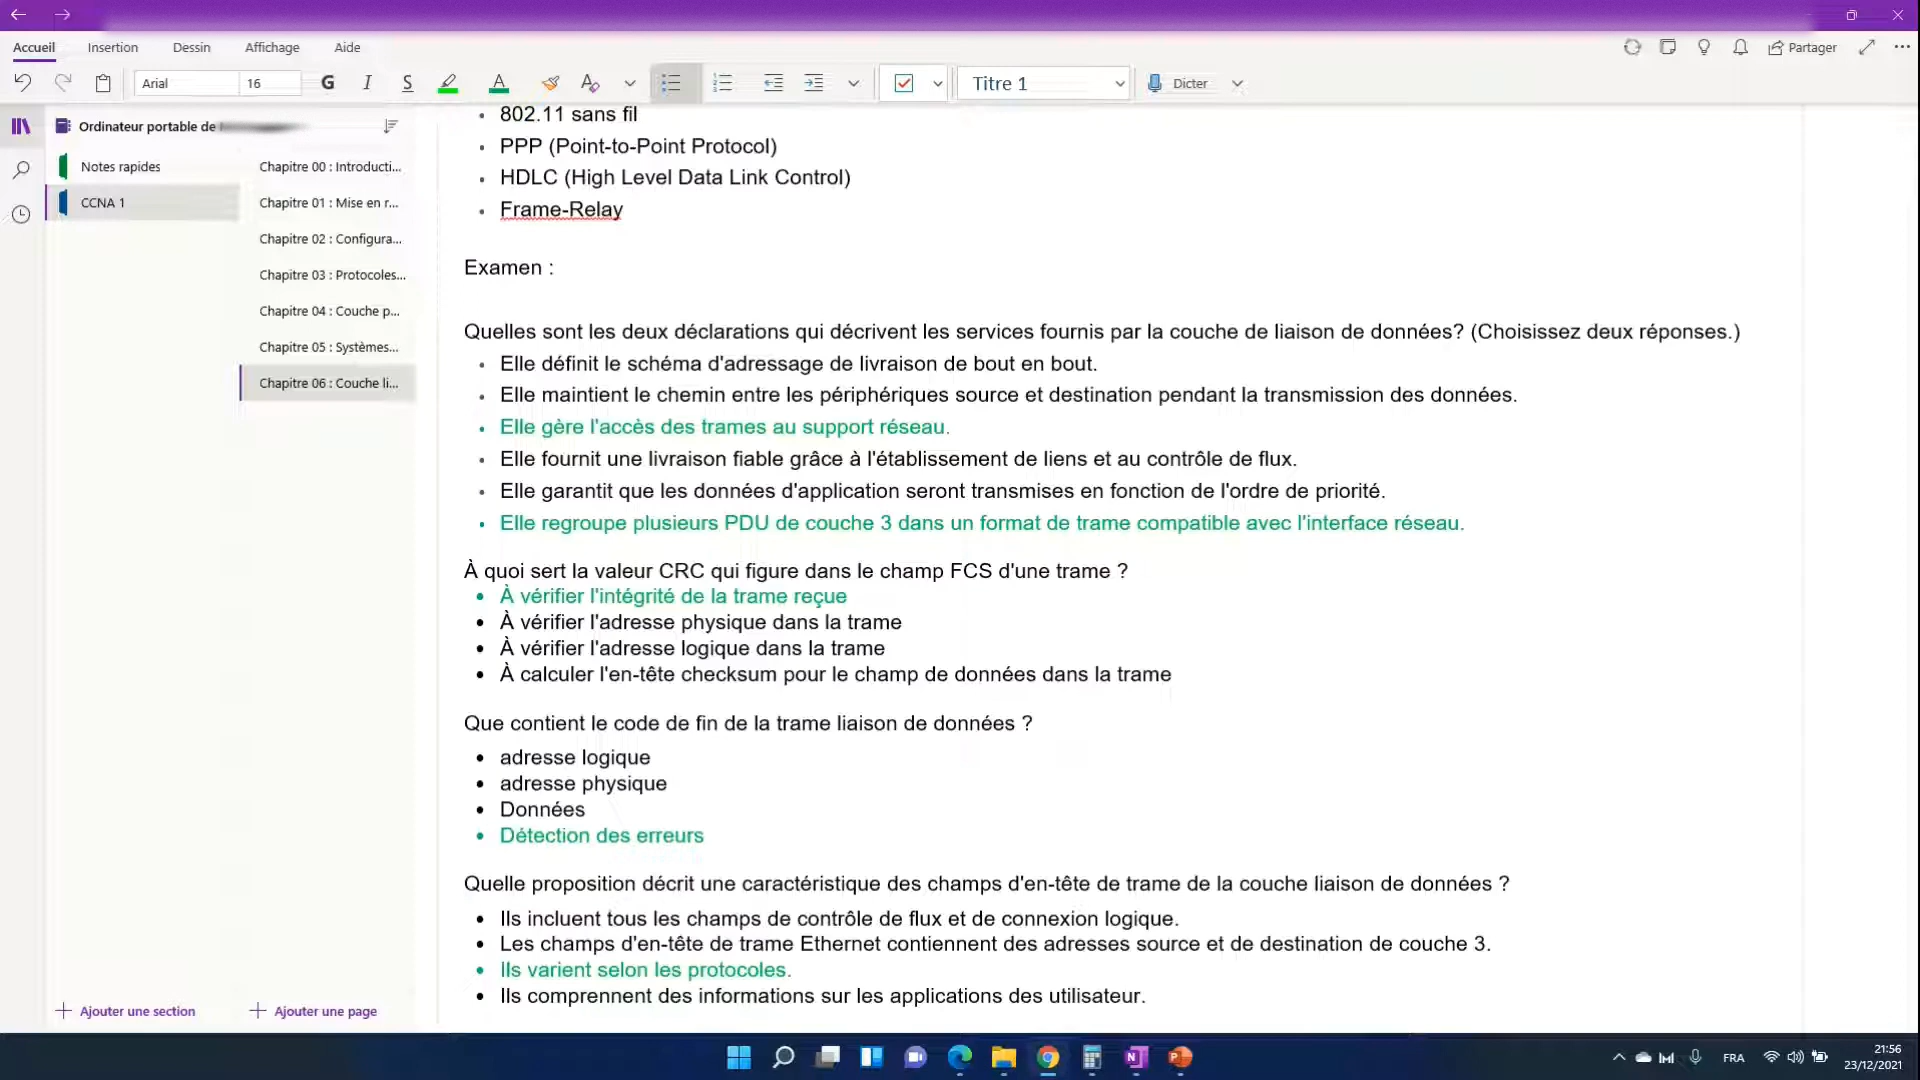 Accueil Insertion Dessin Affichage Aide Partager
Arial 16 G I S A Titre 1 Dicter
Ordinateur portable de
Notes rapides
CCNA 1
Chapitre 00 : Introducti...
Chapitre 01 : Mise en r...
Chapitre 02 : Configura...
Chapitre 03 : Protocoles...
Chapitre 04 : Couche p...
Chapitre 05 : Systèmes...
Chapitre 06 : Couche li...
802.11 sans fil
PPP (Point-to-Point Protocol)
HDLC (High Level Data Link Control)
Frame-Relay
Examen :
Quelles sont les deux déclarations qui décrivent les services fournis par la couche de liaison de données? (Choisissez deux réponses.)
Elle définit le schéma d'adressage de livraison de bout en bout.
Elle maintient le chemin entre les périphériques source et destination pendant la transmission des données.
Elle gère l'accès des trames au support réseau.
Elle fournit une livraison fiable grâce à l'établissement de liens et au contrôle de flux.
Elle garantit que les données d'application seront transmises en fonction de l'ordre de priorité.
Elle regroupe plusieurs PDU de couche 3 dans un format de trame compatible avec l'interface réseau.
À quoi sert la valeur CRC qui figure dans le champ FCS d'une trame ?
À vérifier l'intégrité de la trame reçue
À vérifier l'adresse physique dans la trame
À vérifier l'adresse logique dans la trame
À calculer l'en-tête checksum pour le champ de données dans la trame
Que contient le code de fin de la trame liaison de données ?
adresse logique
adresse physique
Données
Détection des erreurs
Quelle proposition décrit une caractéristique des champs d'en-tête de trame de la couche liaison de données ?
Ils incluent tous les champs de contrôle de flux et de connexion logique.
Les champs d'en-tête de trame Ethernet contiennent des adresses source et de destination de couche 3.
Ils varient selon les protocoles.
Ils comprennent des informations sur les applications des utilisateur.
Ajouter une section Ajouter une page
FRA
21:56
23/12/2021